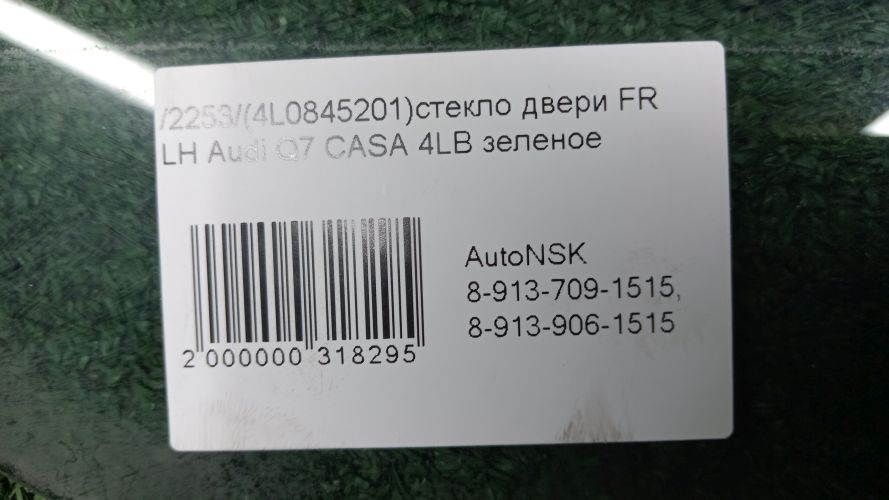 /2253/(4L0845201)стекло двери FR
LH Audi Q7 CASA 4LB зеленое
AutoNSK
8-913-709-1515,
8-913-906-1515
2 000000 318295